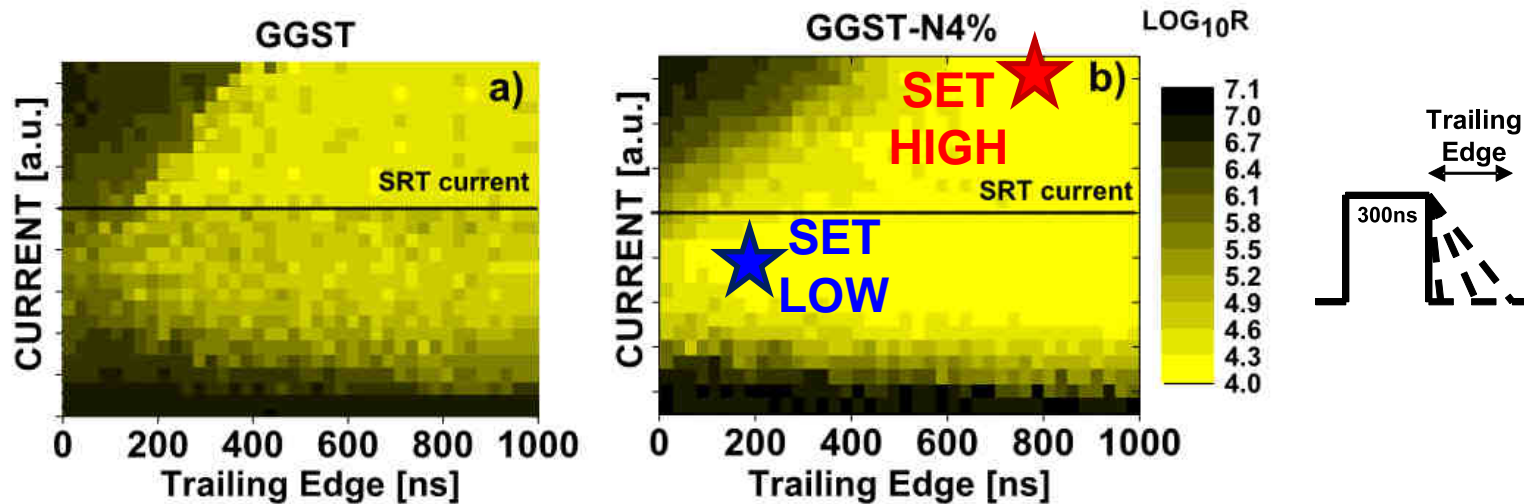 GGST
a)
SRT current
CURRENT [a.u.]
0 200 400 600 800 1000
Trailing Edge [ns]
GGST-N4%
b)
SET
HIGH
SRT current
SET
LOW
CURRENT [a.u.]
0 200 400 600 800 1000
Trailing Edge [ns]
LOG10R
7.1
7.0
6.7
6.4
6.1
5.8
5.5
5.2
4.9
4.6
4.3
4.0
Trailing
Edge
300ns